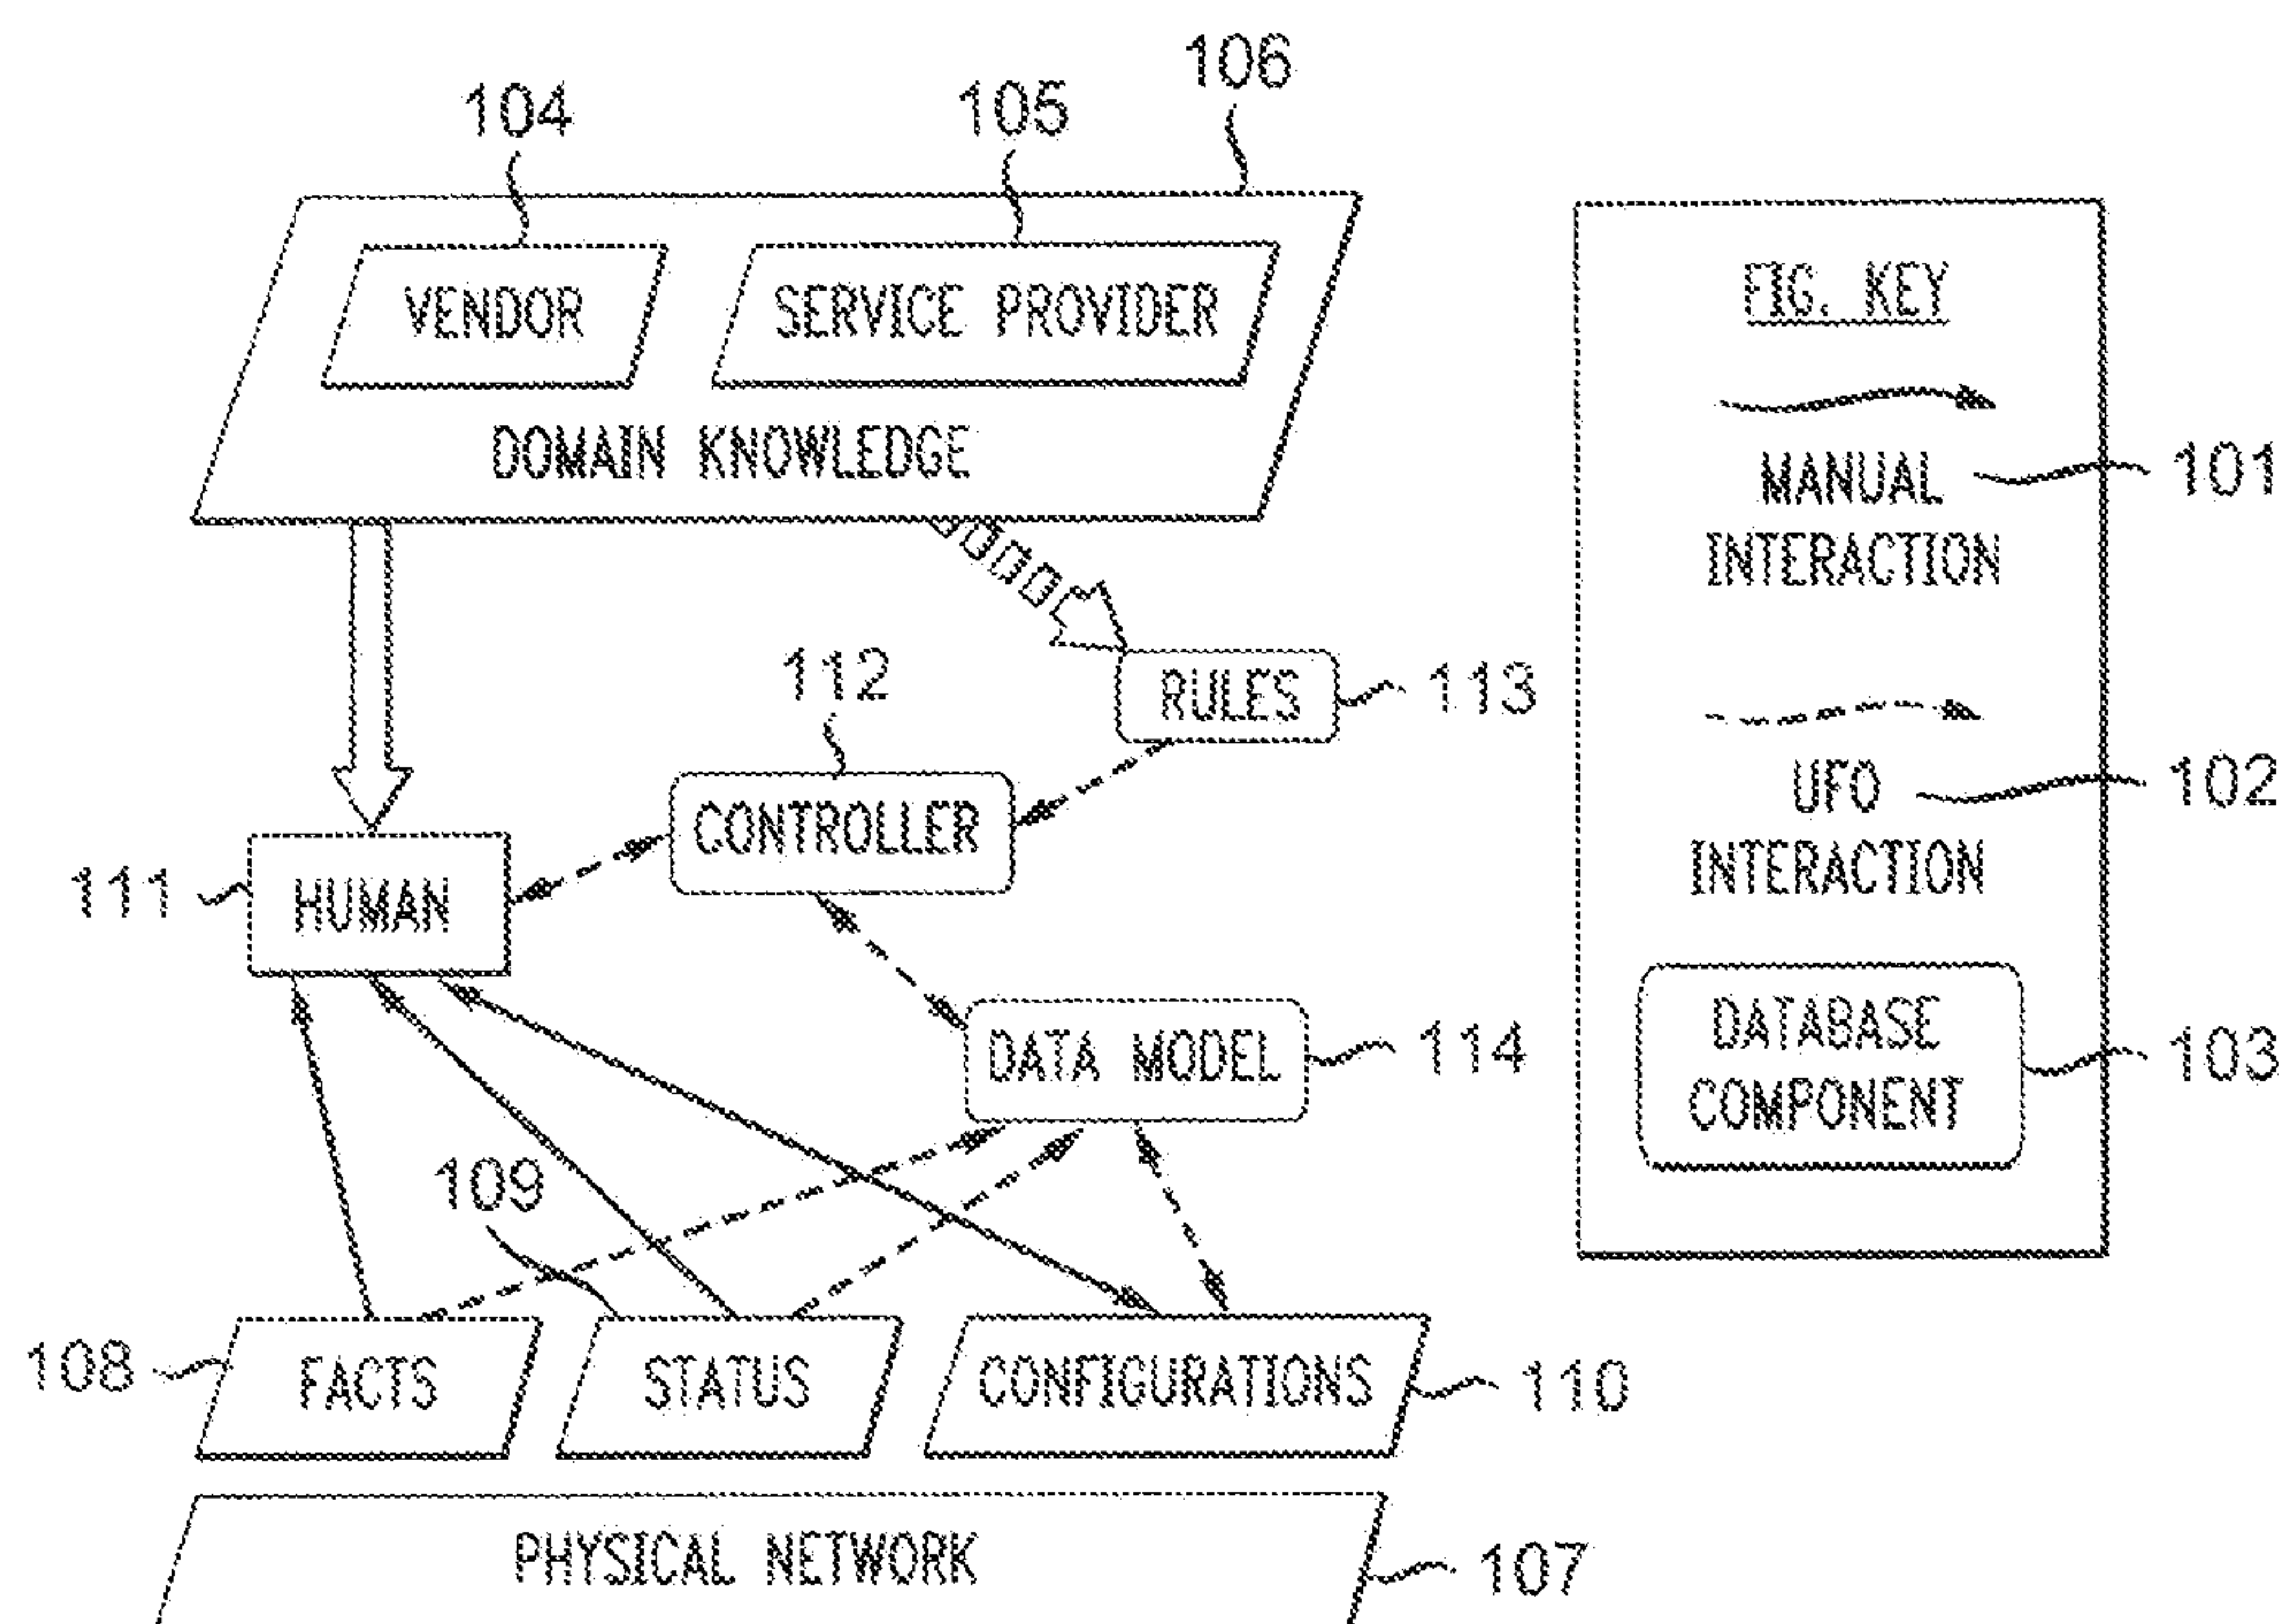 106
104
105
VENDOR
SERVICE PROVIDER
DOMAIN KNOWLEDGE
FIG. KEY
MANUAL
INTERACTION
101
UFO
INTERACTION
102
DATABASE
COMPONENT
103
RULES
113
112
CONTROLLER
111
HUMAN
DATA MODEL
114
109
108
FACTS
STATUS
CONFIGURATIONS
110
PHYSICAL NETWORK
107